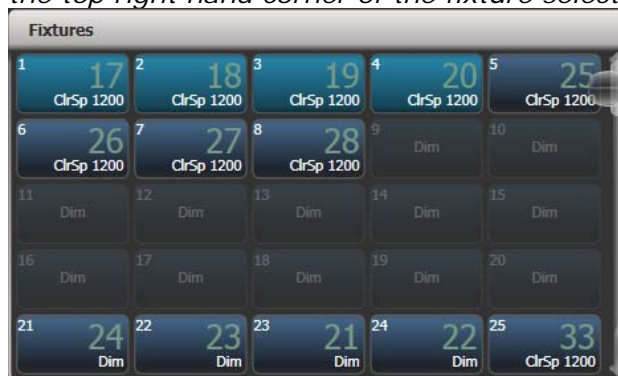 the top right hand corner of the fixture select
Fixtures
1 17 ClrSp 1200
2 18 ClrSp 1200
3 19 ClrSp 1200
4 20 ClrSp 1200
5 25 ClrSp 1200
6 26 ClrSp 1200
7 27 ClrSp 1200
8 28 ClrSp 1200
9 Dim
10 Dim
11 Dim
12 Dim
13 Dim
14 Dim
15 Dim
16 Dim
17 Dim
18 Dim
19 Dim
20 Dim
21 24 Dim
22 23 Dim
23 21 Dim
24 22 Dim
25 33 ClrSp 1200